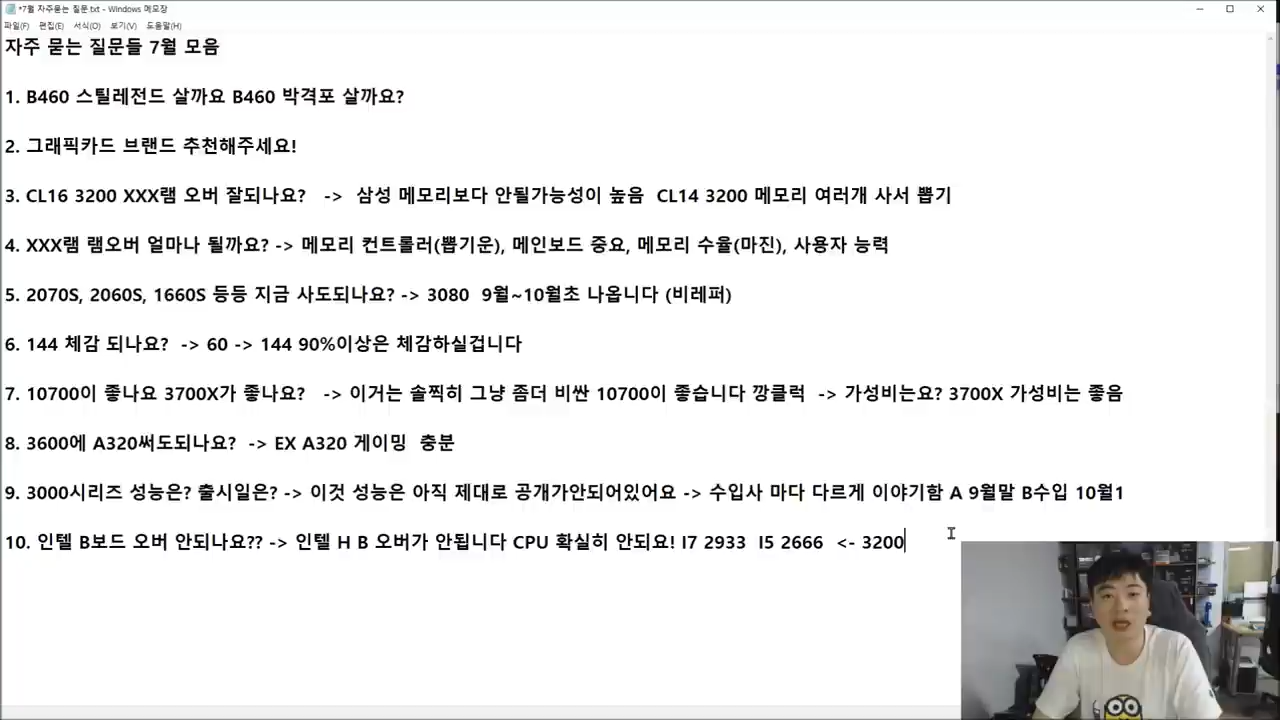 *7월 자주묻는 질문.txt - Windows 메모장
파일(F) 편집(E) 서식(O) 보기(V) 도움말(H)
자주 묻는 질문들 7월 모음
1. B460 스틸레전드 살까요 B460 박격포 살까요?
2. 그래픽카드 브랜드 추천해주세요!
3. CL16 3200 XXX램 오버 잘되나요? -> 삼성 메모리보다 안될가능성이 높음 CL14 3200 메모리 여러개 사서 뽑기
4. XXX램 램오버 얼마나 될까요? -> 메모리 컨트롤러(뽑기운), 메인보드 중요, 메모리 수율(마진), 사용자 능력
5. 2070S, 2060S, 1660S 등등 지금 사도되나요? -> 3080 9월~10월초 나옵니다 (비레퍼)
6. 144 체감 되나요? -> 60 -> 144 90%이상은 체감하실겁니다
7. 10700이 좋나요 3700X가 좋나요? -> 이거는 솔찍히 그냥 좀더 비싼 10700이 좋습니다 깡클럭 -> 가성비는요? 3700X 가성비는 좋음
8. 3600에 A320써도되나요? -> EX A320 게이밍 충분
9. 3000시리즈 성능은? 출시일은? -> 이것 성능은 아직 제대로 공개가안되어있어요 -> 수입사 마다 다르게 이야기함 A 9월말 B수입 10월1
10. 인텔 B보드 오버 안되나요?? -> 인텔 H B 오버가 안됩니다 CPU 확실히 안되요! I7 2933 I5 2666 <- 3200